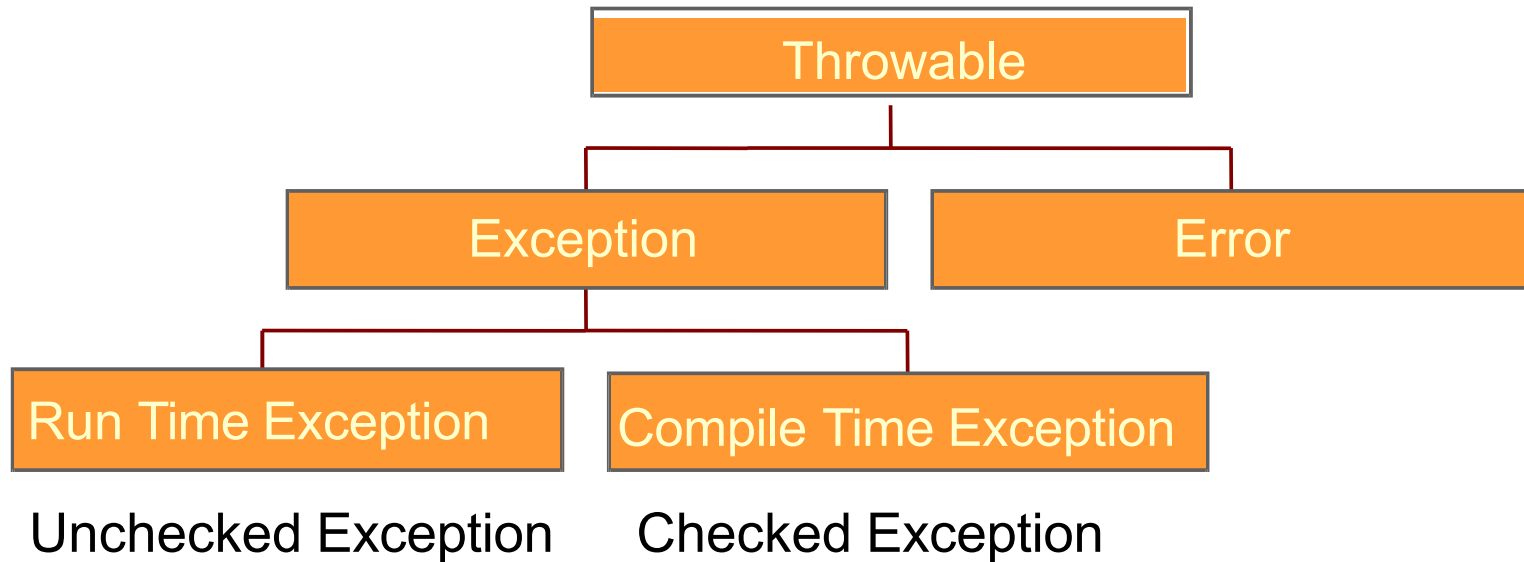 Throwable
Exception
Error
Run Time Exception
Compile Time Exception
Unchecked Exception
Checked Exception